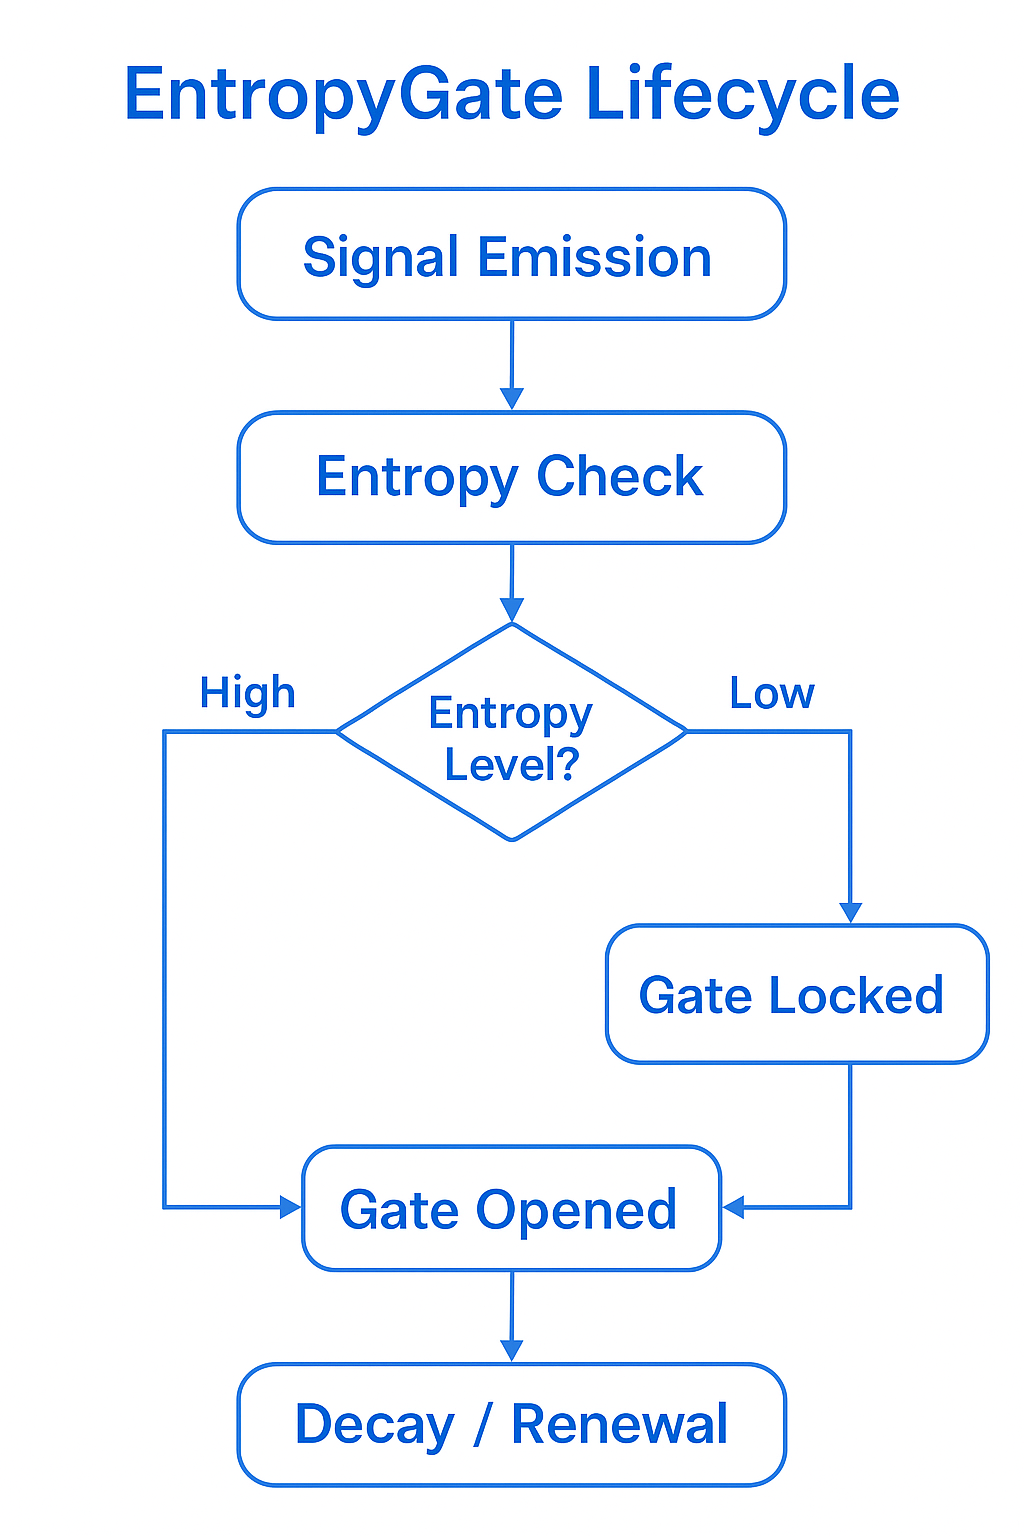 EntropyGate Lifecycle
Signal Emission
Entropy Check
High
Low
Entropy
Level?
Gate Locked
Gate Opened
Decay / Renewal